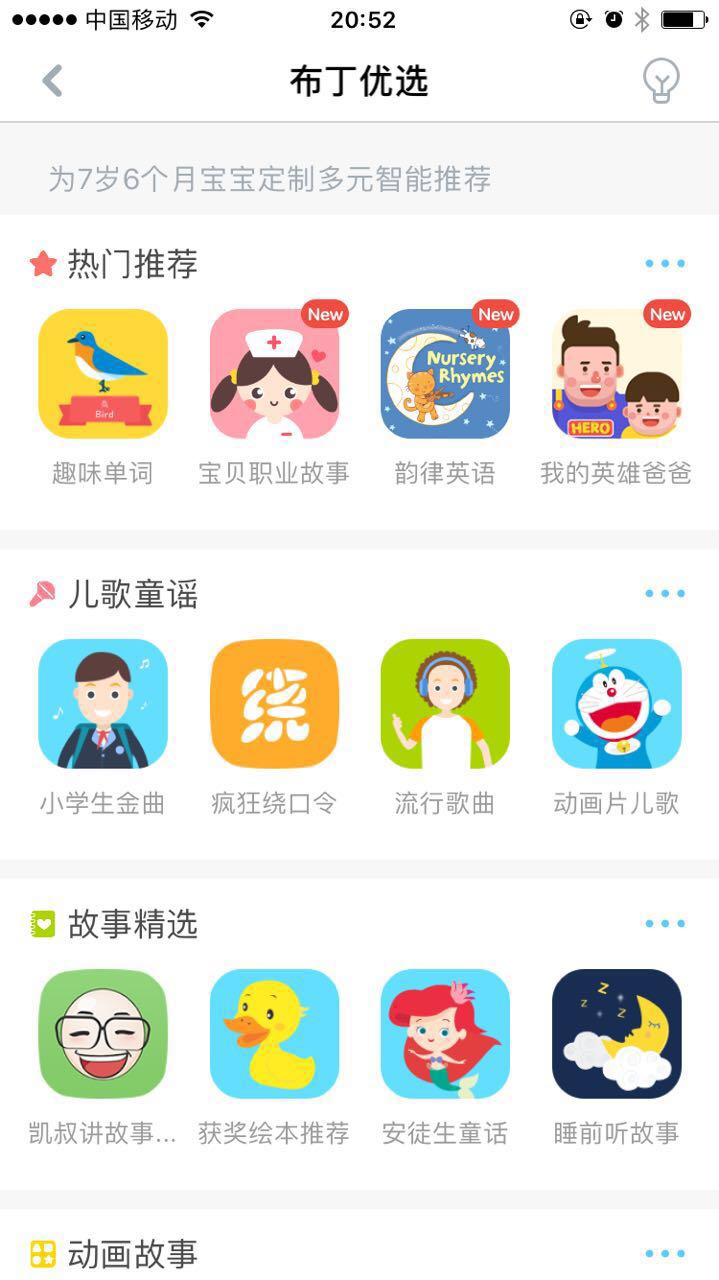 中国移动
20:52
布丁优选
为7岁6个月宝宝定制多元智能推荐
热门推荐
鸟
Bird
New
Nursery
Rhymes
New
HERO
New
趣味单词
宝贝职业故事
韵律英语
我的英雄爸爸
儿歌童谣
绕
小学生金曲
疯狂绕口令
流行歌曲
动画片儿歌
故事精选
z
z
z
凯叔讲故事...
获奖绘本推荐
安徒生童话
睡前听故事
动画故事